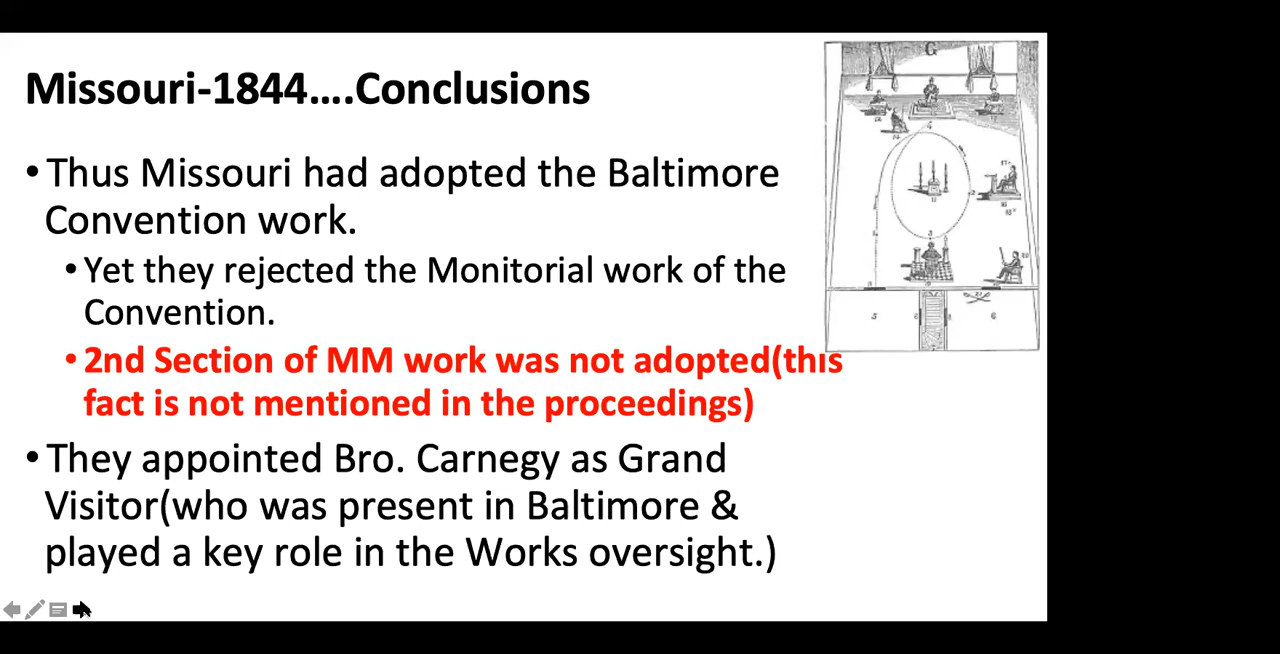 Missouri-1844....Conclusions
• Thus Missouri had adopted the Baltimore
Convention work.
• Yet they rejected the Monitorial work of the
Convention.
• 2nd Section of MM work was not adopted(this
fact is not mentioned in the proceedings)
• They appointed Bro. Carnegy as Grand
Visitor(who was present in Baltimore &
played a key role in the Works oversight.)
G